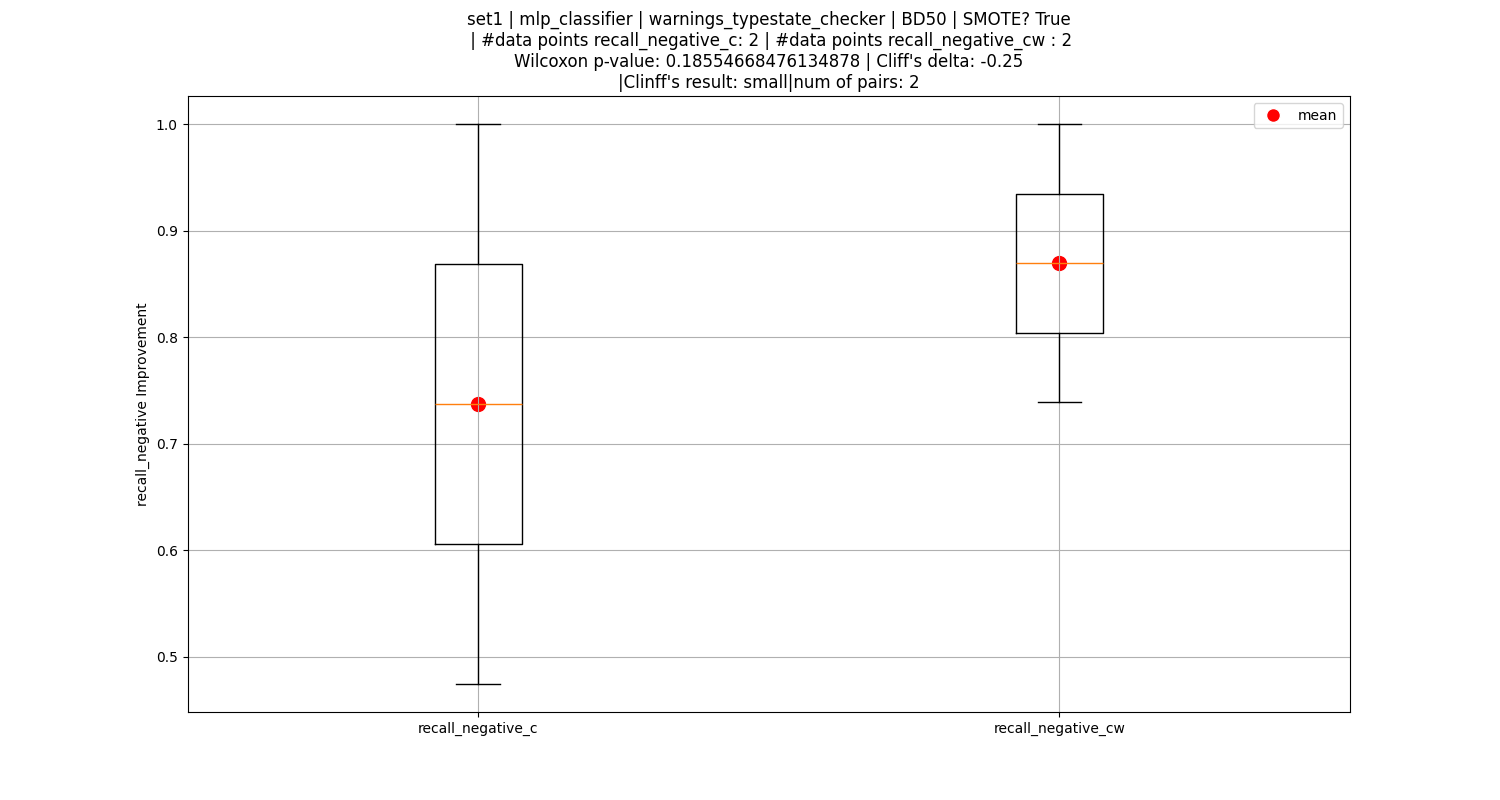 set1 | mlp_classifier | warnings_typestate_checker | BD50 | SMOTE? True
| #data points recall_negative_c: 2 | #data points recall_negative_cw : 2
Wilcoxon p-value: 0.18554668476134878 | Cliff's delta: -0.25
|Clinff's result: small|num of pairs: 2
mean
1.0
0.9
0.8
0.7
0.6
0.5
recall_negative Improvement
recall_negative_c
recall_negative_cw